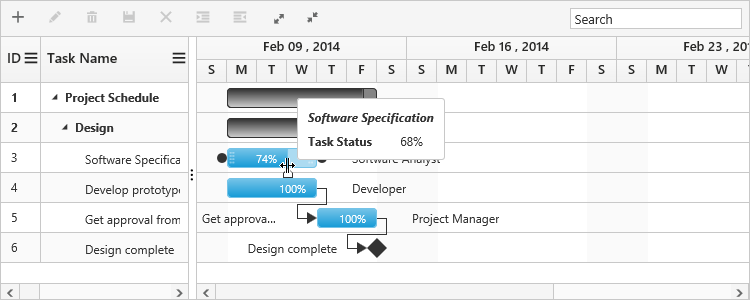 Search
ID Task Name
Feb 09 , 2014 Feb 16 , 2014 Feb 23 , 201
S M T W T F S S M T W T F S S M T W
1 Project Schedule
2 Design
Software Specification
Task Status 68%
3 Software Specifica 74% Software Analyst
4 Develop prototype 100% Developer
5 Get approval from Get approva... 100% Project Manager
6 Design complete Design complete